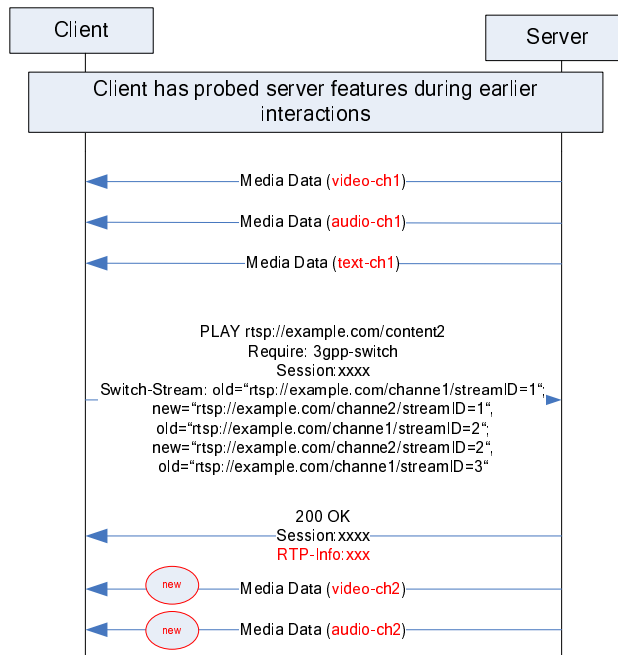 Client
Server
Client has probed server features during earlier
interactions
Media Data (video-ch1)
Media Data (audio-ch1)
Media Data (text-ch1)
PLAY rtsp://example.com/content2
Require: 3gpp-switch
Session:xxxx
Switch-Stream: old=“rtsp://example.com/channe1/streamID=1“;
new=“rtsp://example.com/channe2/streamID=1“,
old=“rtsp://example.com/channe1/streamID=2“;
new=“rtsp://example.com/channe2/streamID=2“,
old=“rtsp://example.com/channe1/streamID=3“
200 OK
Session:xxxx
RTP-Info:xxx
new
Media Data (video-ch2)
new
Media Data (audio-ch2)